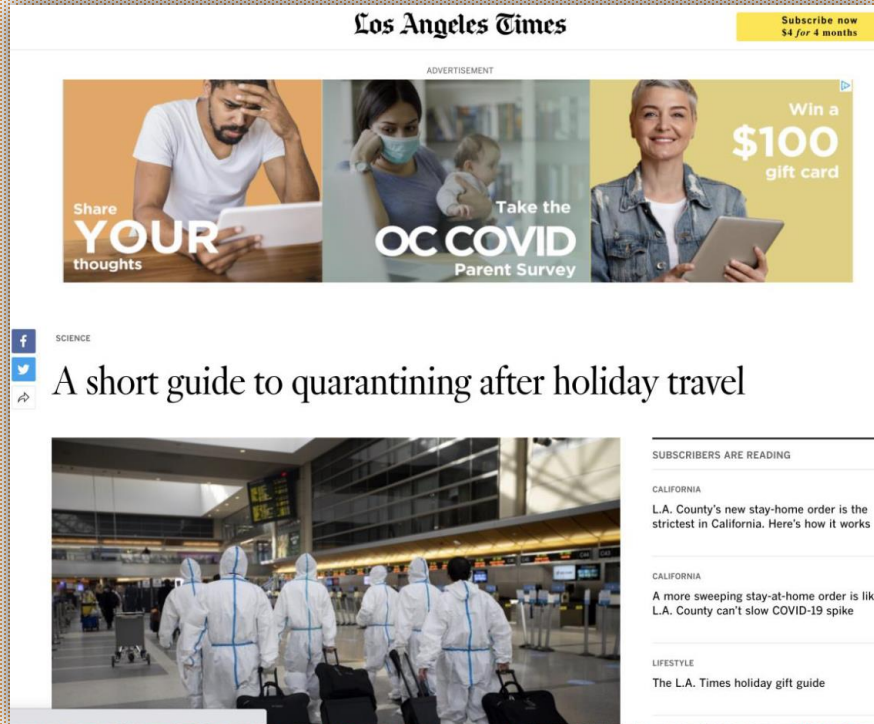 Los Angeles Times
Subscribe now
$4 for 4 months
ADVERTISEMENT
Share
YOUR
thoughts
Take the
OC COVID
Parent Survey
Win a
$100
gift card
SCIENCE
A short guide to quarantining after holiday travel
SUBSCRIBERS ARE READING
CALIFORNIA
L.A. County's new stay-home order is the
strictest in California. Here's how it works
CALIFORNIA
A more sweeping stay-at-home order is lik
L.A. County can't slow COVID-19 spike
LIFESTYLE
The L.A. Times holiday gift guide